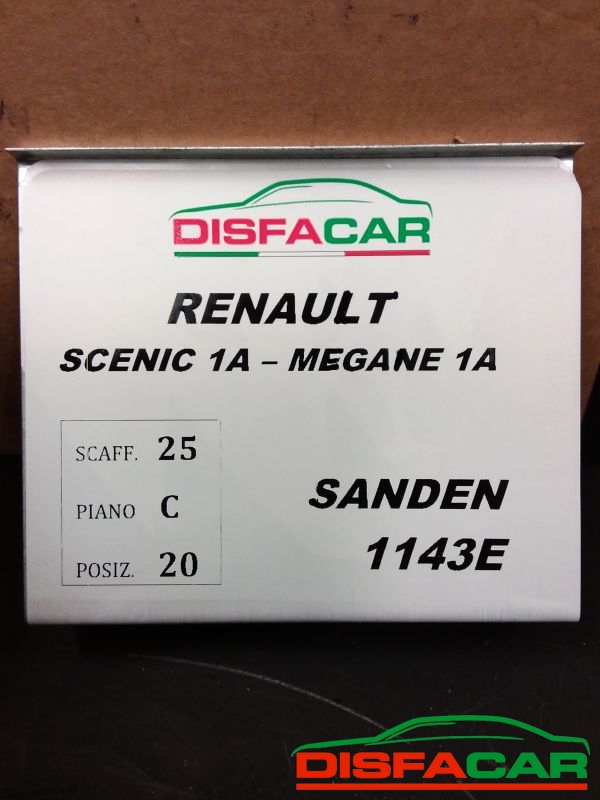 DISFACAR
RENAULT
SCENIC 1A – MEGANE 1A
SCAFF. 25
PIANO C
POSIZ. 20
SANDEN
1143E
DISFACAR